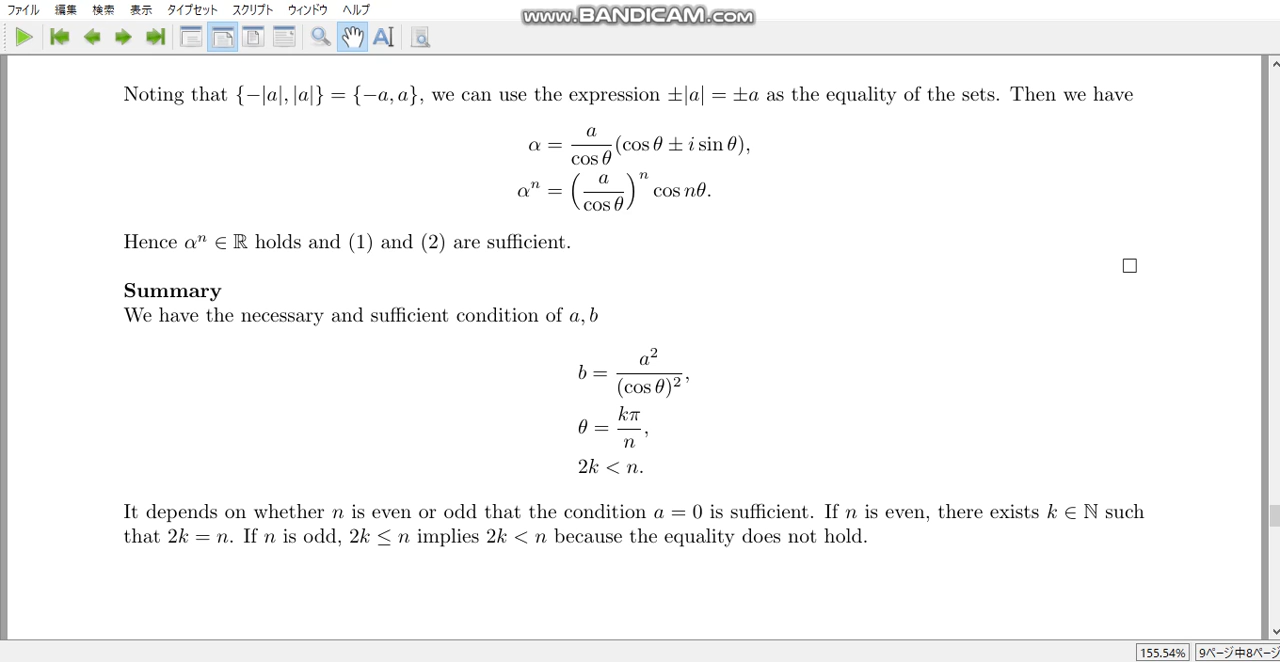 ファイル 編集 検索 表示 タイプセット スクリプト ウィンドウ ヘルプ
www.BANDICAM.com
Noting that {−|a|, |a|} = {−a, a}, we can use the expression ±|a| = ±a as the equality of the sets. Then we have
α = a/cos θ (cos θ ± i sin θ),
αⁿ = (a/cos θ)ⁿ cos nθ.
Hence αⁿ ∈ ℝ holds and (1) and (2) are sufficient.
□
Summary
We have the necessary and sufficient condition of a, b
b = a²/(cos θ)²,
θ = kπ/n,
2k < n.
It depends on whether n is even or odd that the condition a = 0 is sufficient. If n is even, there exists k ∈ ℕ such
that 2k = n. If n is odd, 2k ≤ n implies 2k < n because the equality does not hold.
155.54% 9ページ中8ページ